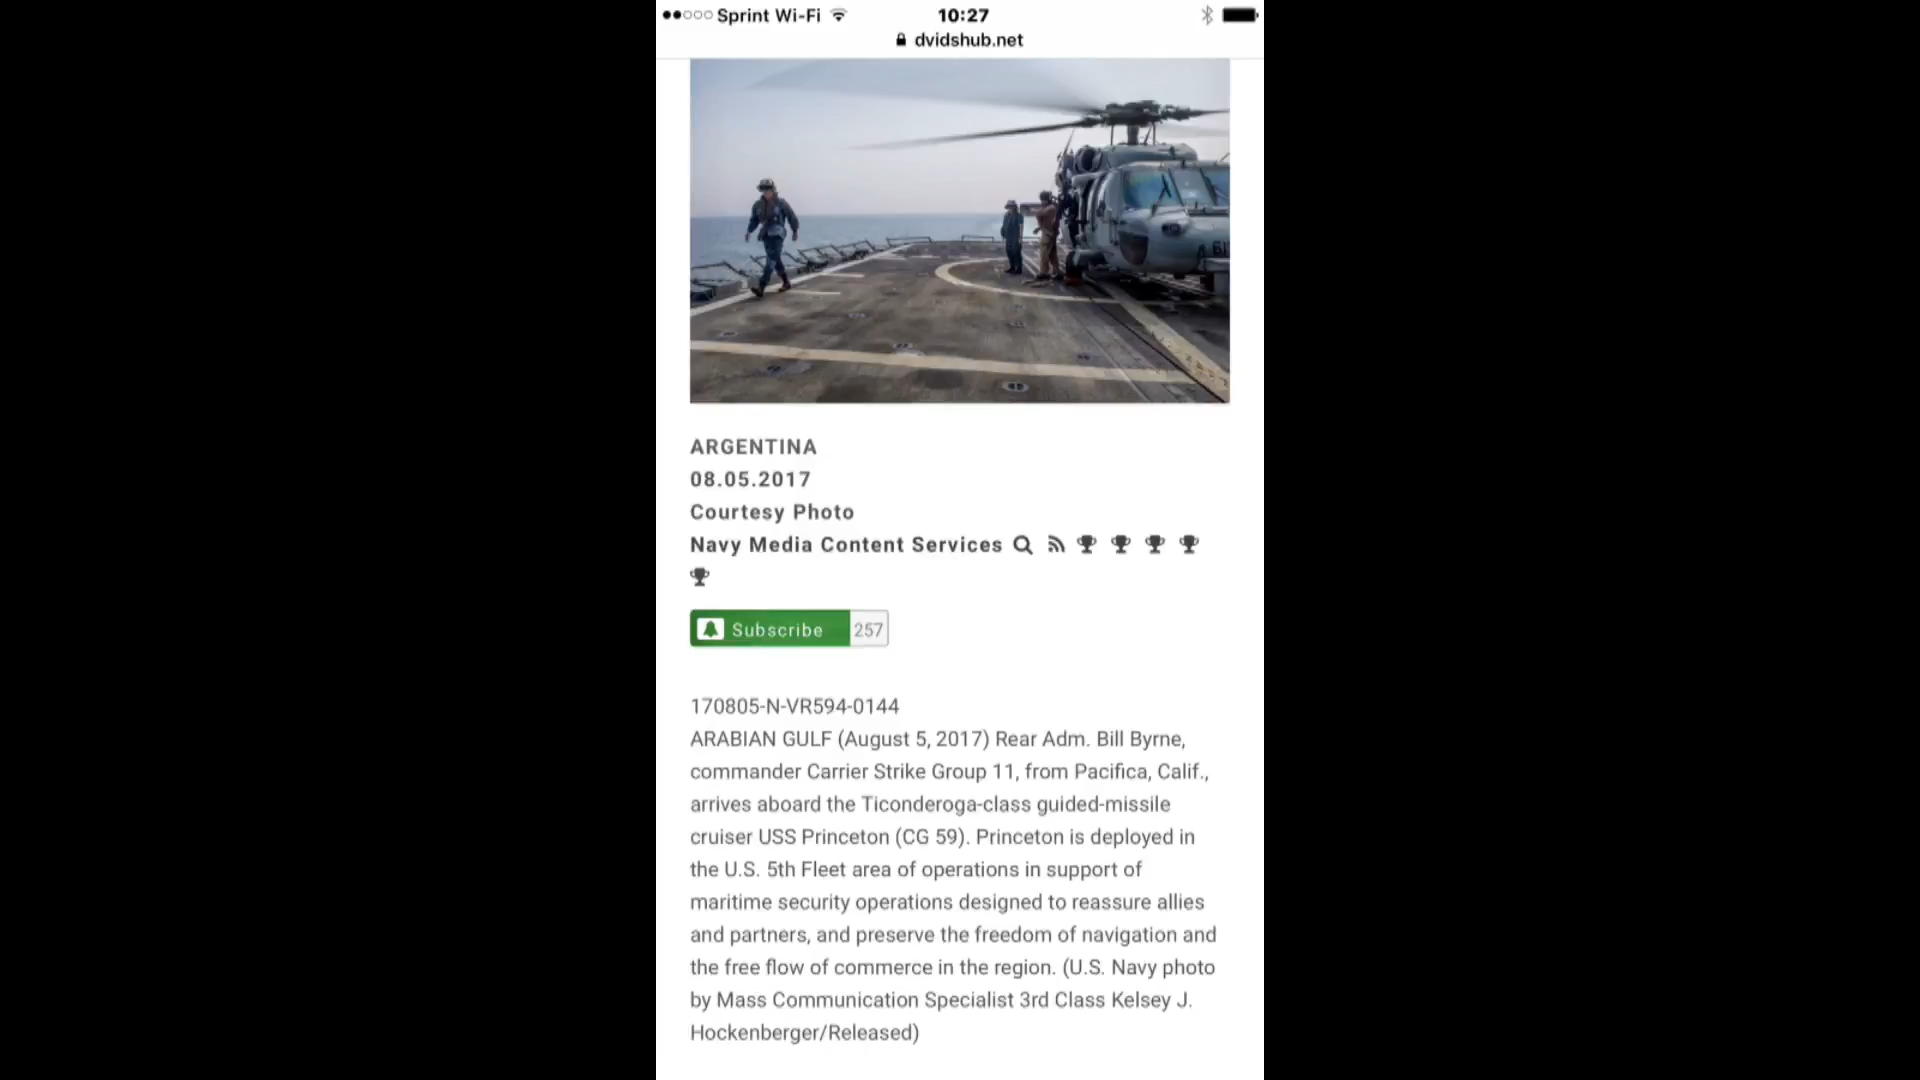 Sprint Wi-Fi 10:27
dvidshub.net
ARGENTINA
08.05.2017
Courtesy Photo
Navy Media Content Services
Subscribe 257
170805-N-VR594-0144
ARABIAN GULF (August 5, 2017) Rear Adm. Bill Byrne,
commander Carrier Strike Group 11, from Pacifica, Calif.,
arrives aboard the Ticonderoga-class guided-missile
cruiser USS Princeton (CG 59). Princeton is deployed in
the U.S. 5th Fleet area of operations in support of
maritime security operations designed to reassure allies
and partners, and preserve the freedom of navigation and
the free flow of commerce in the region. (U.S. Navy photo
by Mass Communication Specialist 3rd Class Kelsey J.
Hockenberger/Released)